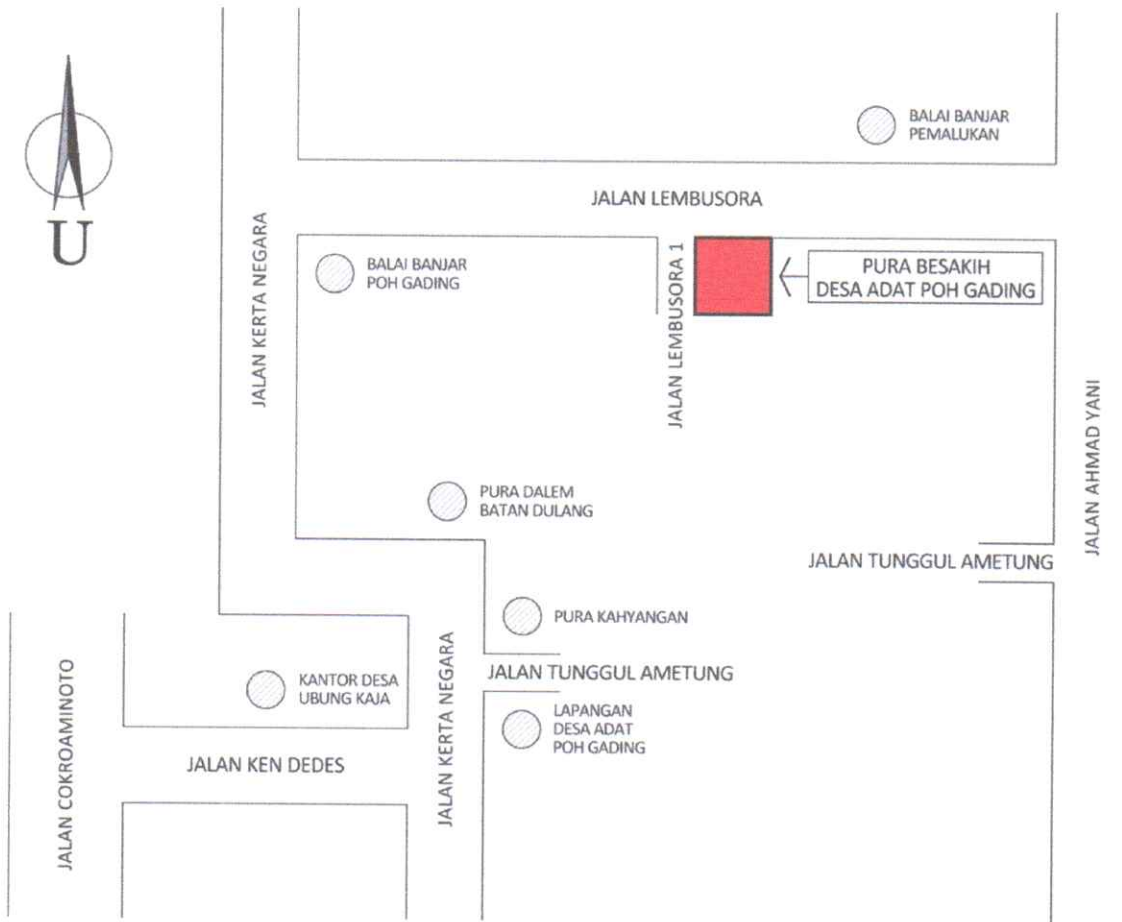 BALAI BANJAR
PEMALUKAN
U
JALAN LEMBUSORA
JALAN KERTA NEGARA
BALAI BANJAR
POH GADING
JALAN LEMBUSORA 1
PURA BESAKIH
DESA ADAT POH GADING
JALAN AHMAD YANI
PURA DALEM
BATAN DULANG
JALAN TUNGGUL AMETUNG
PURA KAHYANGAN
JALAN COKROAMINOTO
KANTOR DESA
UBUNG KAJA
JALAN KERTA NEGARA
JALAN TUNGGUL AMETUNG
LAPANGAN
DESA ADAT
POH GADING
JALAN KEN DEDES